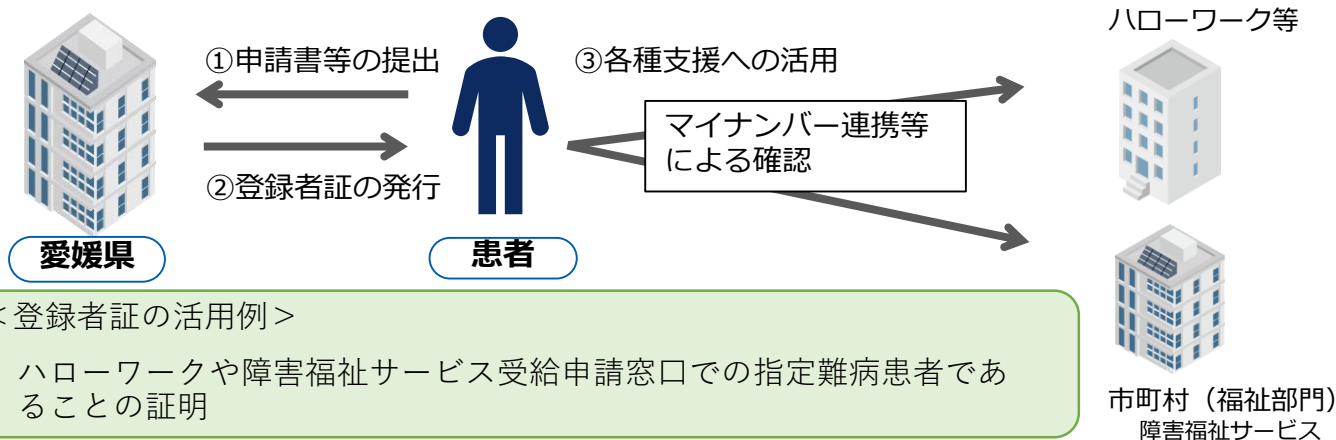 ハローワーク等
①申請書等の提出
③各種支援への活用
マイナンバー連携等
による確認
②登録者証の発行
愛媛県
患者
<登録者証の活用例>
ハローワークや障害福祉サービス受給申請窓口での指定難病患者であ
ることの証明
市町村（福祉部門）
障害福祉サービス